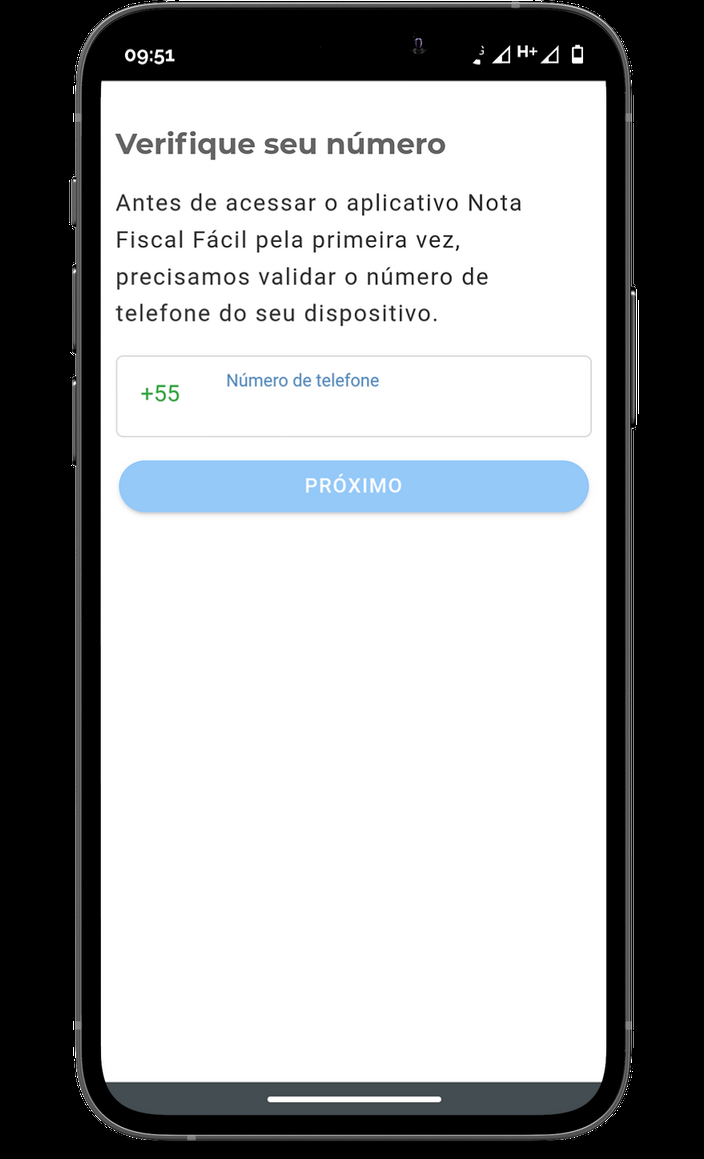 09:51
H+
Verifique seu número
Antes de acessar o aplicativo Nota
Fiscal Fácil pela primeira vez,
precisamos validar o número de
telefone do seu dispositivo.
Número de telefone
+55
PRÓXIMO